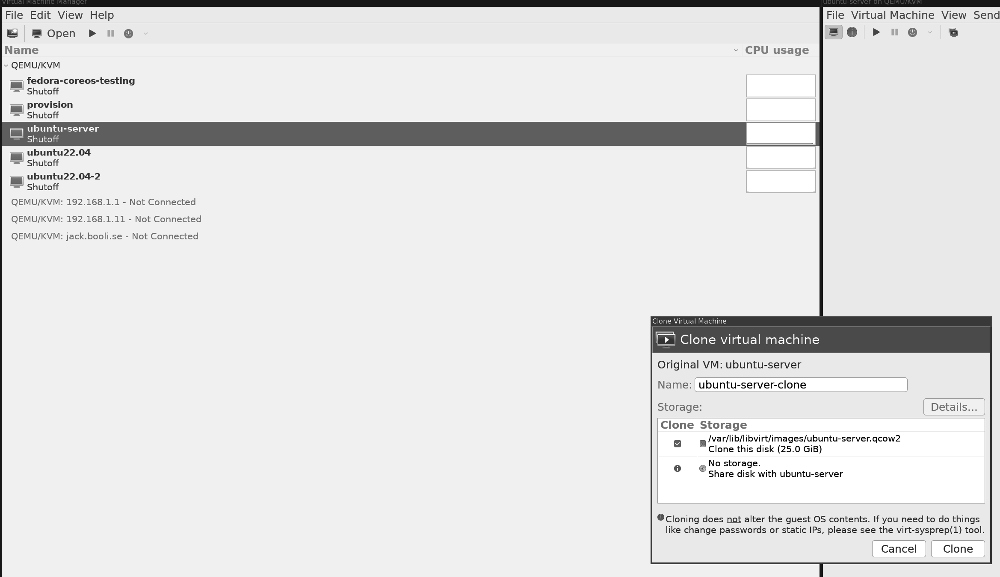 Virtual Machine Manager
File Edit View Help
Open
Name
CPU usage
QEMU/KVM
fedora-coreos-testing
Shutoff
provision
Shutoff
ubuntu-server
Shutoff
ubuntu22.04
Shutoff
ubuntu22.04-2
Shutoff
QEMU/KVM: 192.168.1.1 - Not Connected
QEMU/KVM: 192.168.1.11 - Not Connected
QEMU/KVM: jack.booli.se - Not Connected
ubuntu-server on QEMU/KVM
File Virtual Machine View Send
Clone Virtual Machine
Clone virtual machine
Original VM: ubuntu-server
Name: ubuntu-server-clone
Storage:
Details...
Clone Storage
/var/lib/libvirt/images/ubuntu-server.qcow2
Clone this disk (25.0 GiB)
No storage.
Share disk with ubuntu-server
Cloning does not alter the guest OS contents. If you need to do things
like change passwords or static IPs, please see the virt-sysprep(1) tool.
Cancel Clone